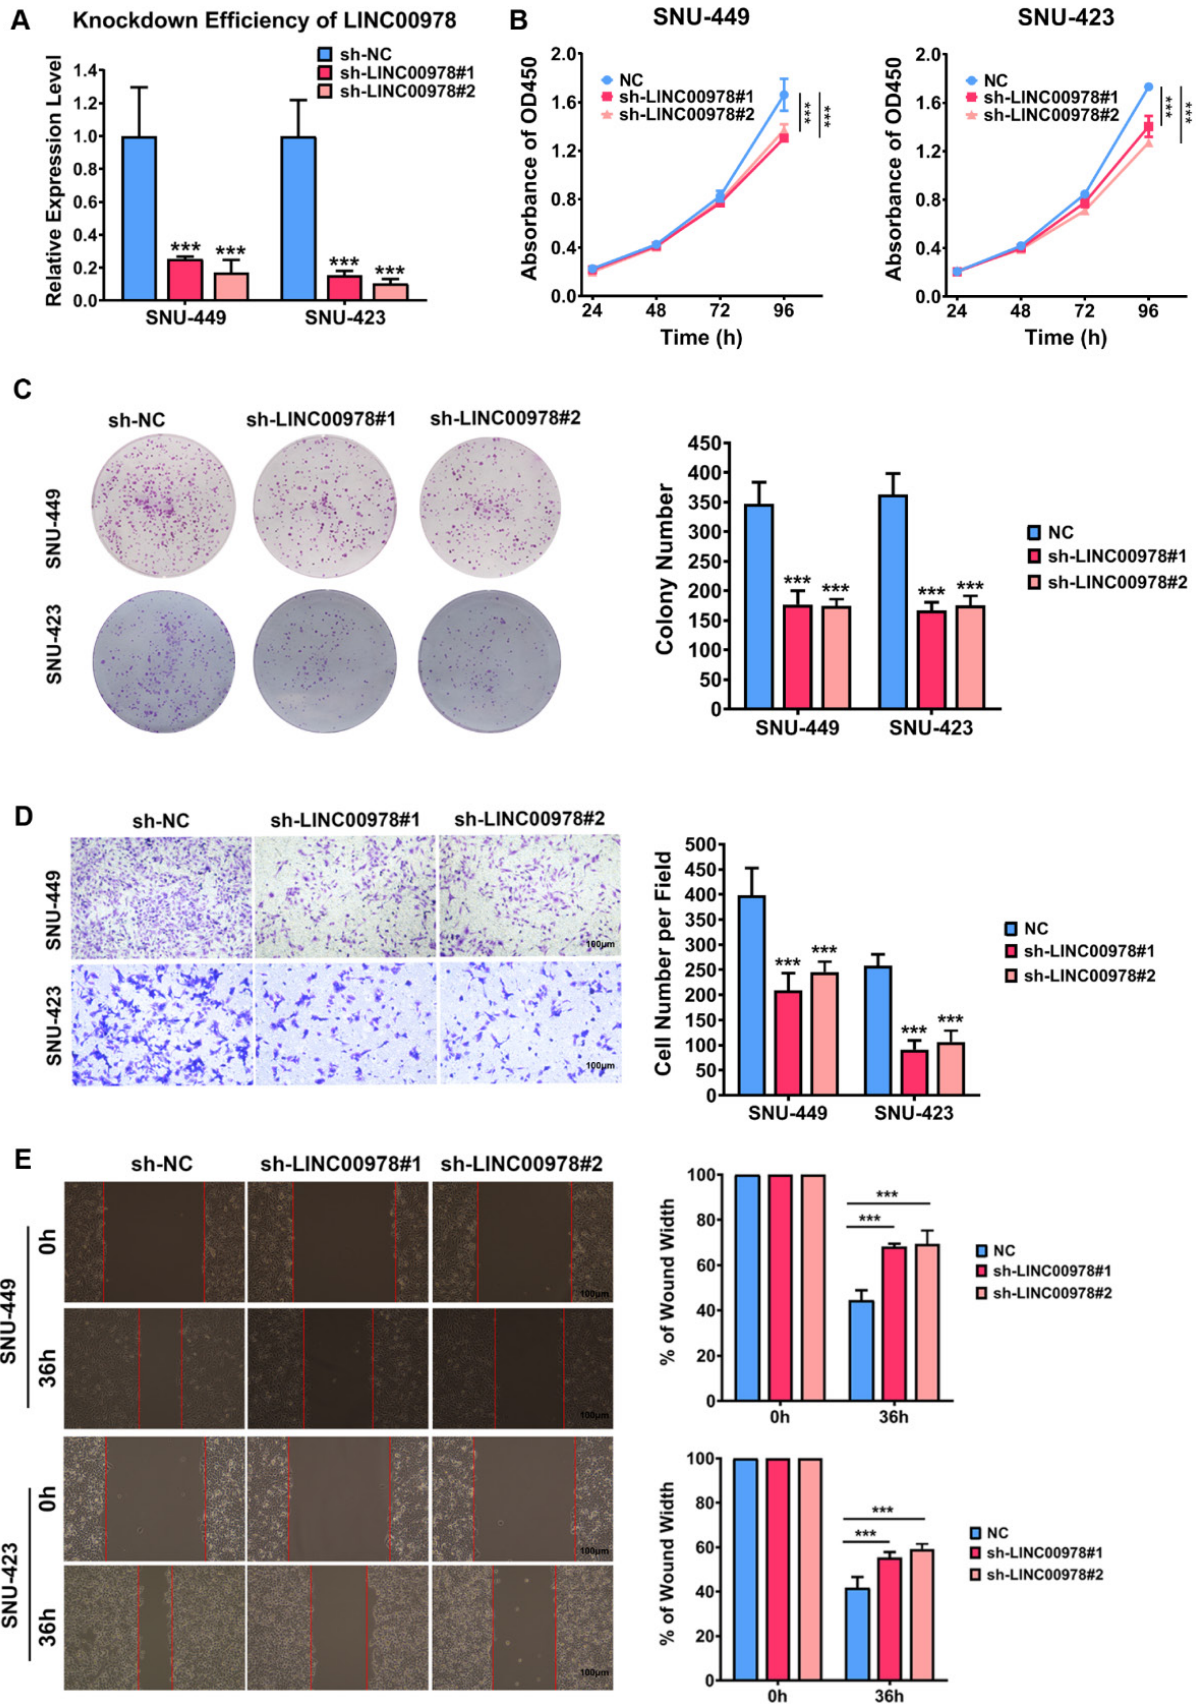 A
Knockdown Efficiency of LINC00978
sh-NC
sh-LINC00978#1
sh-LINC00978#2
Relative Expression Level
1.4
1.2
1.0
0.8
0.6
0.4
0.2
0.0
*** ***
*** ***
SNU-449 SNU-423
B
SNU-449
NC
sh-LINC00978#1
sh-LINC00978#2
Absorbance of OD450
2.0
1.6
1.2
0.8
0.4
0.0
*** ***
24 48 72 96
Time (h)
SNU-423
NC
sh-LINC00978#1
sh-LINC00978#2
Absorbance of OD450
2.0
1.6
1.2
0.8
0.4
0.0
*** ***
24 48 72 96
Time (h)
C
sh-NC sh-LINC00978#1 sh-LINC00978#2
SNU-449
SNU-423
Colony Number
450
400
350
300
250
200
150
100
50
0
*** ***
*** ***
SNU-449 SNU-423
NC
sh-LINC00978#1
sh-LINC00978#2
D
sh-NC sh-LINC00978#1 sh-LINC00978#2
SNU-449
100μm
SNU-423
100μm
Cell Number per Field
500
450
400
350
300
250
200
150
100
50
0
*** ***
*** ***
SNU-449 SNU-423
NC
sh-LINC00978#1
sh-LINC00978#2
E
sh-NC sh-LINC00978#1 sh-LINC00978#2
SNU-449
0h
100μm
36h
100μm
SNU-423
0h
100μm
36h
100μm
% of Wound Width
100
80
60
40
20
0
***
***
0h 36h
NC
sh-LINC00978#1
sh-LINC00978#2
% of Wound Width
100
80
60
40
20
0
***
***
0h 36h
NC
sh-LINC00978#1
sh-LINC00978#2